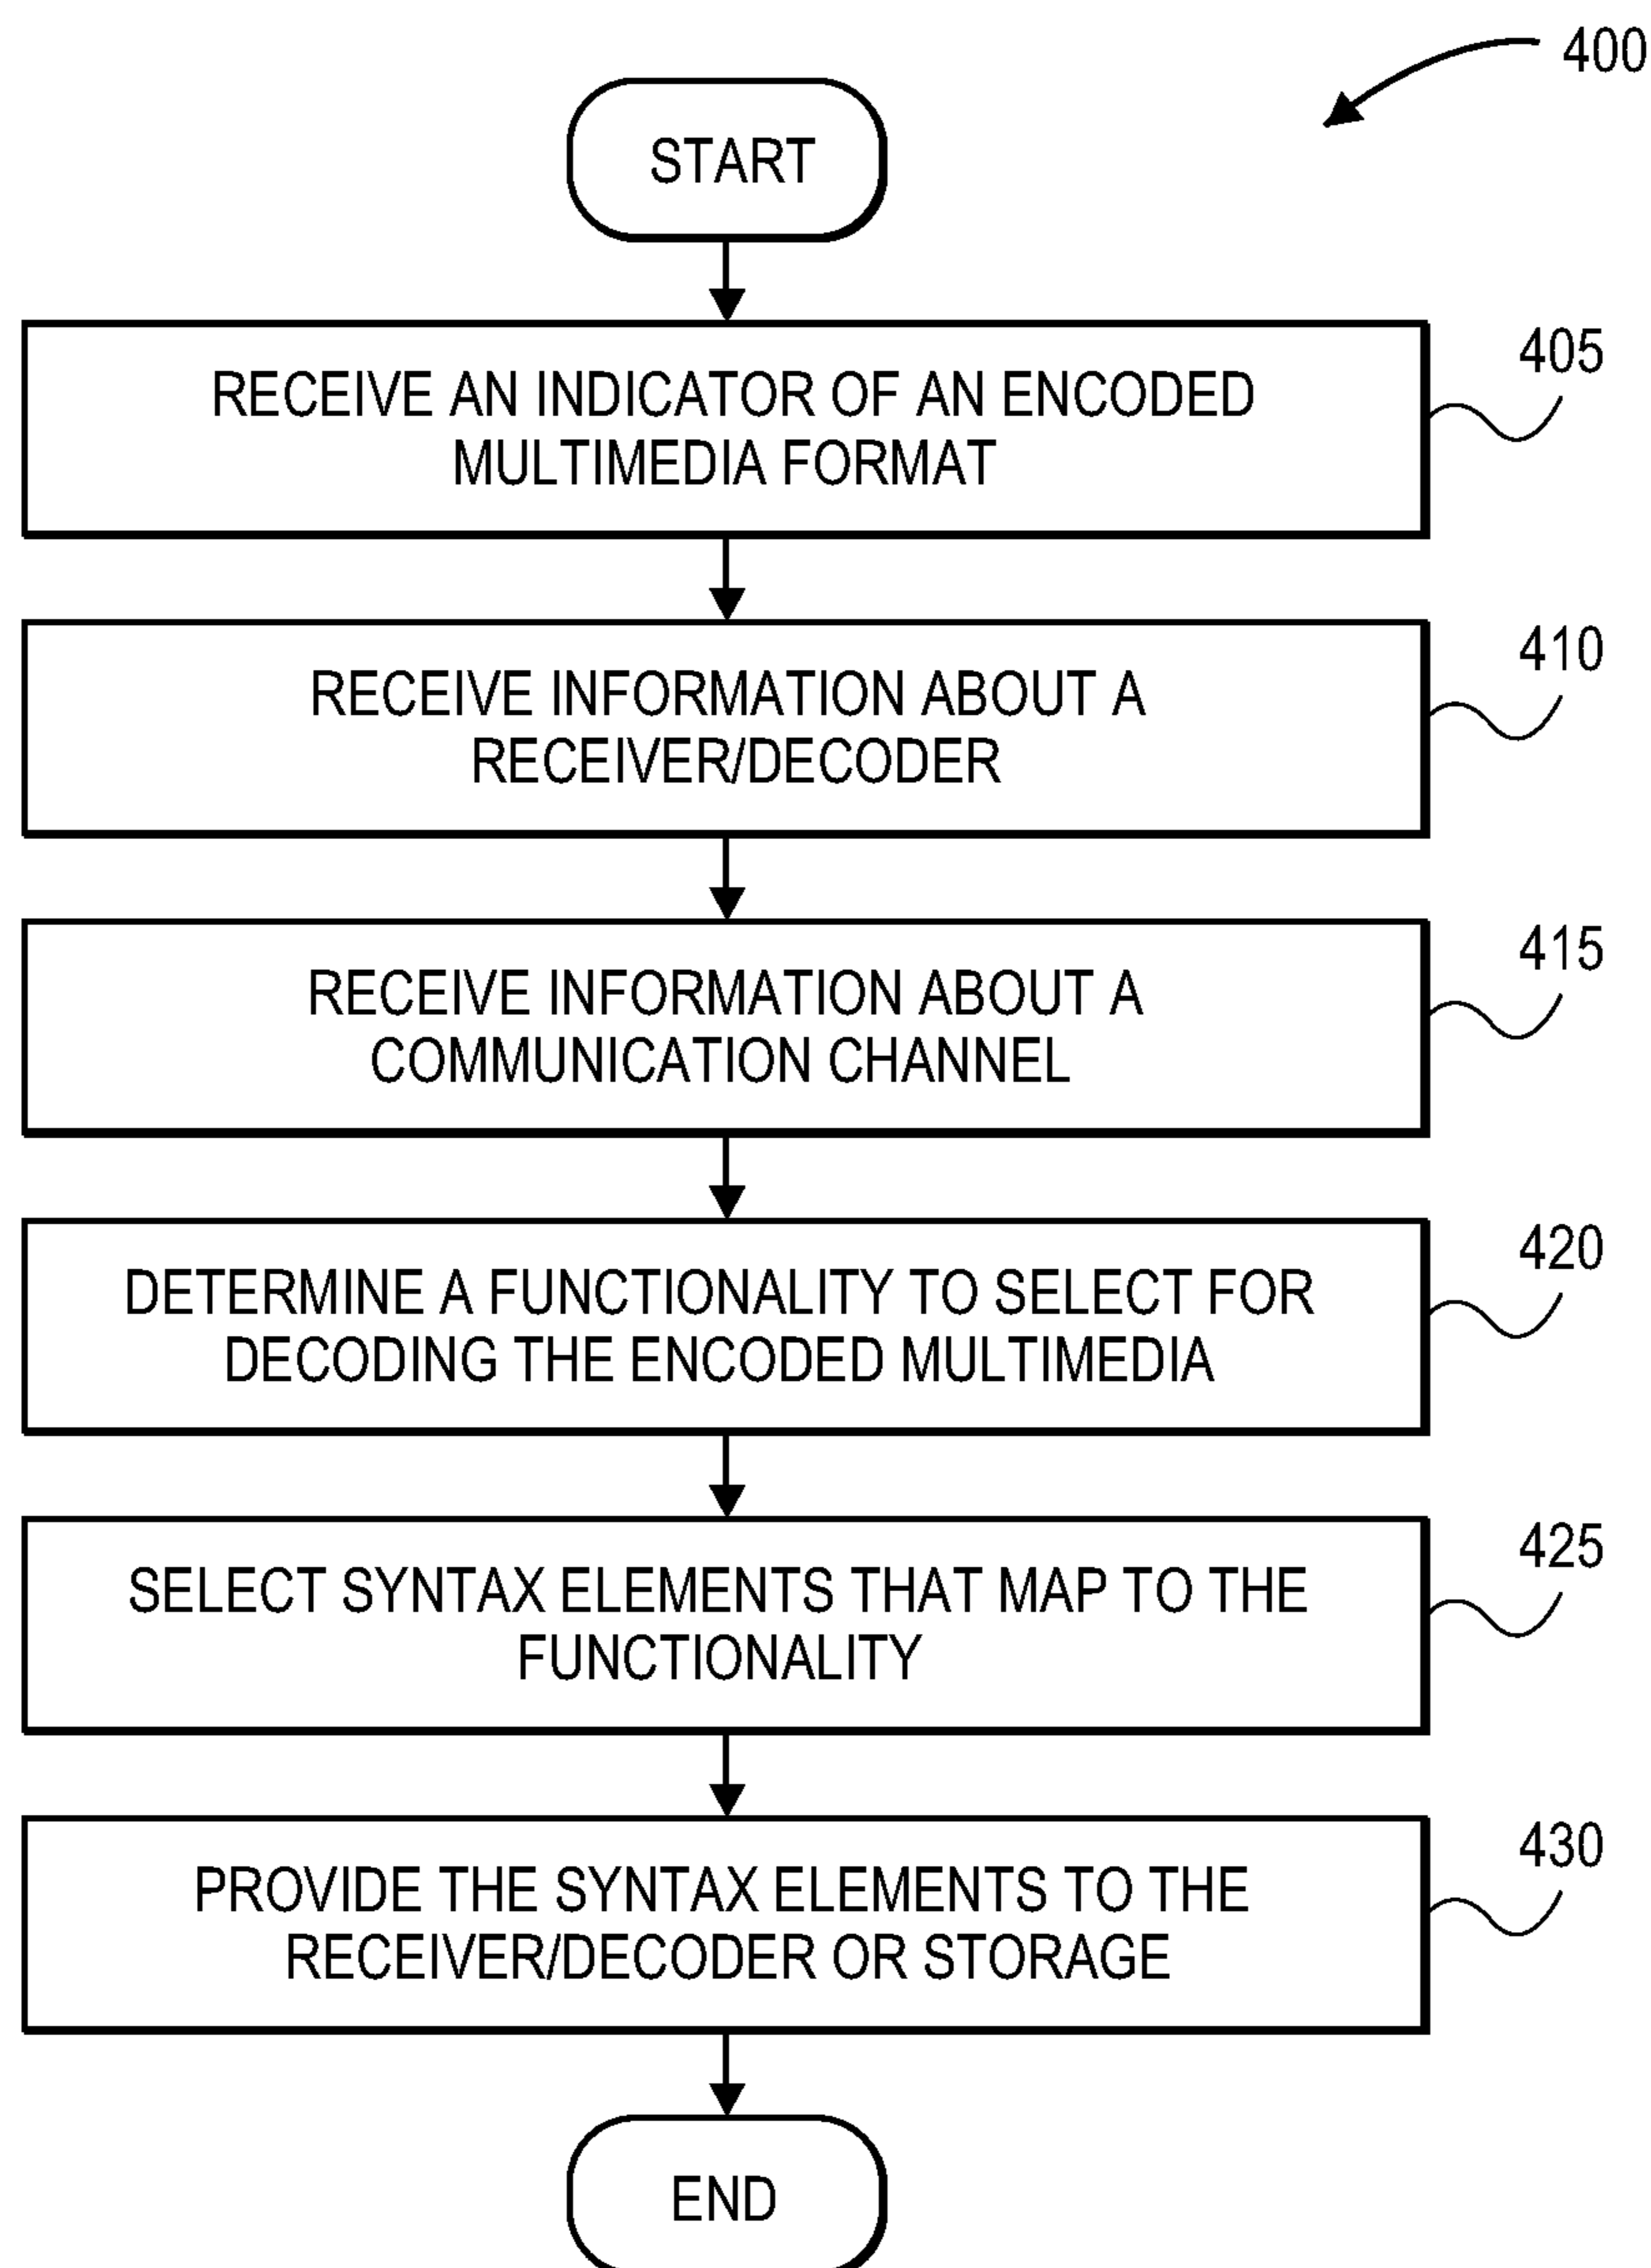 400
START
RECEIVE AN INDICATOR OF AN ENCODED
MULTIMEDIA FORMAT
405
RECEIVE INFORMATION ABOUT A
RECEIVER/DECODER
410
RECEIVE INFORMATION ABOUT A
COMMUNICATION CHANNEL
415
DETERMINE A FUNCTIONALITY TO SELECT FOR
DECODING THE ENCODED MULTIMEDIA
420
SELECT SYNTAX ELEMENTS THAT MAP TO THE
FUNCTIONALITY
425
PROVIDE THE SYNTAX ELEMENTS TO THE
RECEIVER/DECODER OR STORAGE
430
END